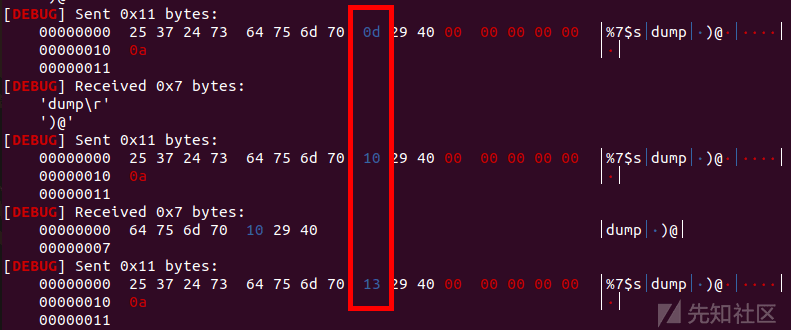 [DEBUG] Sent 0x11 bytes:
00000000 25 37 24 73 64 75 6d 70 0d 29 40 00 00 00 00 00 |%7$s|dump|·)@·|····|
00000010 0a |·|
00000011
[DEBUG] Received 0x7 bytes:
'dump\r'
')@'
[DEBUG] Sent 0x11 bytes:
00000000 25 37 24 73 64 75 6d 70 10 29 40 00 00 00 00 00 |%7$s|dump|·)@·|····|
00000010 0a |·|
00000011
[DEBUG] Received 0x7 bytes:
00000000 64 75 6d 70 10 29 40 |dump|·)@|
00000007
[DEBUG] Sent 0x11 bytes:
00000000 25 37 24 73 64 75 6d 70 13 29 40 00 00 00 00 00 |%7$s|dump|·)@·|····|
00000010 0a |·|
00000011
先知社区